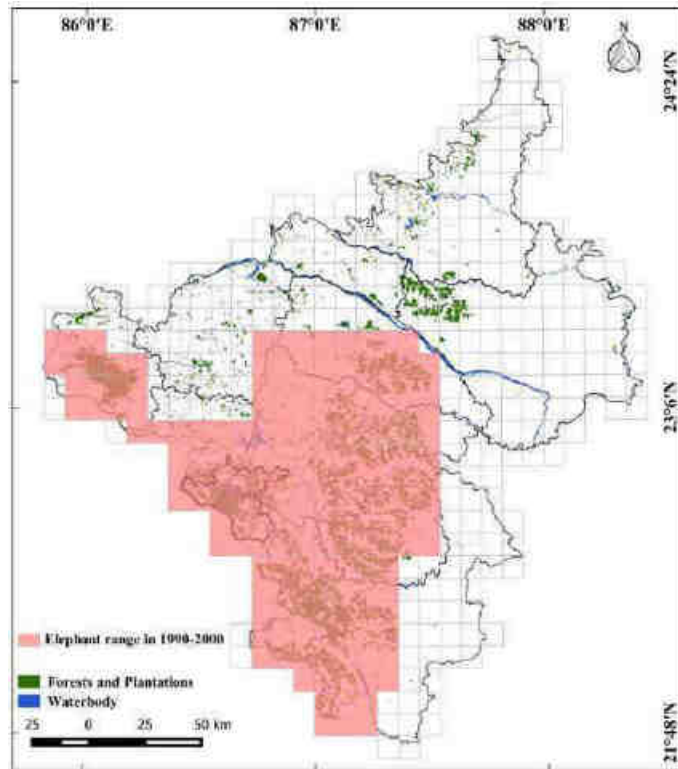 86°0′E 87°0′E 88°0′E
N
24°24′N
23°6′N
21°48′N
Elephant range in 1990-2000
Forests and Plantations
Waterbody
25 0 25 50 km